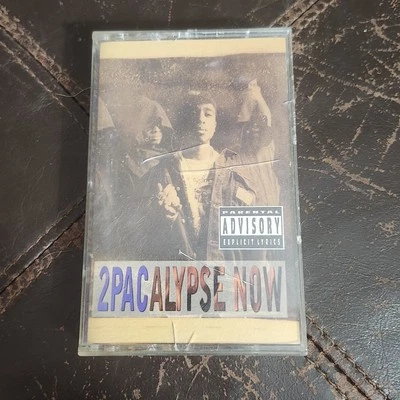 PARENTAL
ADVISORY
EXPLICIT LYRICS
2PACALYPSE NOW